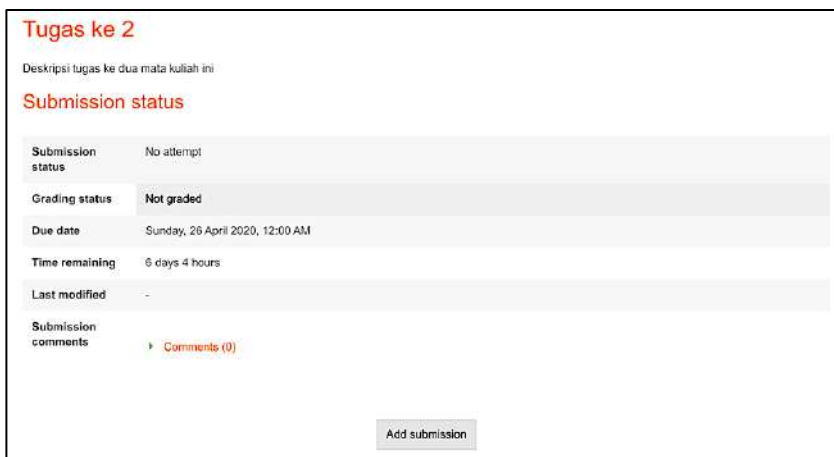 Tugas ke 2
Deskripsi tugas ke dua mata kuliah ini
Submission status
Submission status No attempt
Grading status Not graded
Due date Sunday, 26 April 2020, 12:00 AM
Time remaining 6 days 4 hours
Last modified -
Submission comments Comments (0)
Add submission